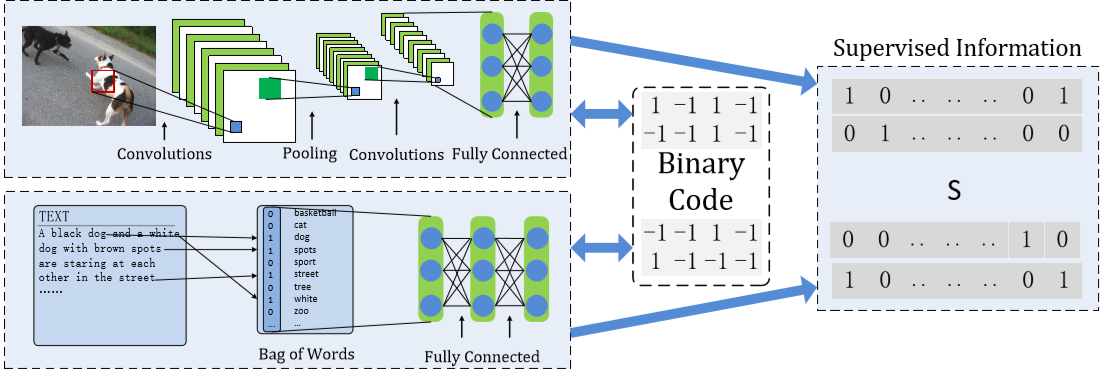 Convolutions
Pooling
Convolutions
Fully Connected
TEXT
A black dog and a white
dog with brown spots
are staring at each
other in the street
......
0 basketball
0 cat
1 dog
1 spots
0 sport
1 street
0 tree
1 white
0 zoo
... ...
Bag of Words
Fully Connected
1 -1 1 -1
-1 -1 1 -1
Binary
Code
-1 -1 1 -1
1 -1 -1 -1
Supervised Information
1 0 .. .. .. 0 1
0 1 .. .. .. 0 0
S
0 0 .. .. .. 1 0
1 0 .. .. .. 0 1